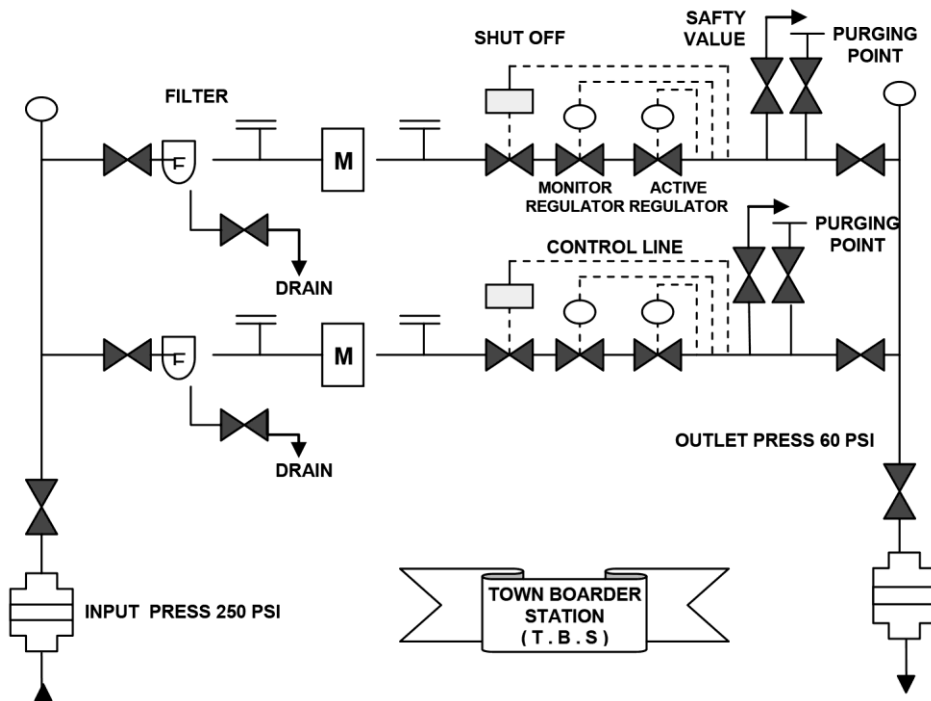 SAFTY
VALUE
PURGING
POINT
SHUT OFF
FILTER
F
M
MONITOR
REGULATOR
ACTIVE
REGULATOR
DRAIN
CONTROL LINE
PURGING
POINT
F
M
DRAIN
OUTLET PRESS 60 PSI
INPUT PRESS 250 PSI
TOWN BOARDER
STATION
( T . B . S )